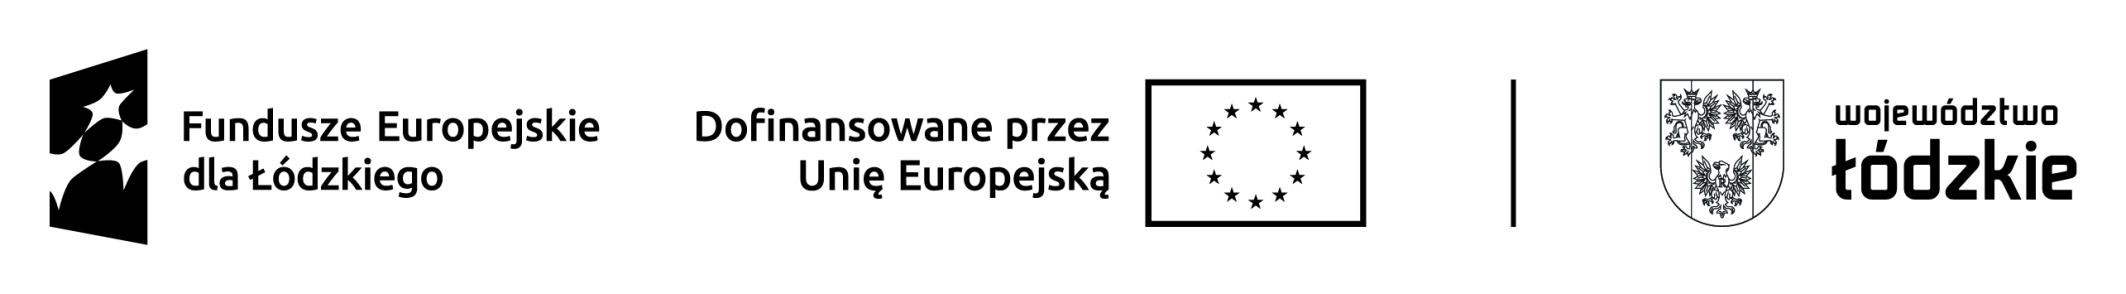 Fundusze Europejskie
dla Łódzkiego
Dofinansowane przez
Unię Europejską
województwo
łódzkie